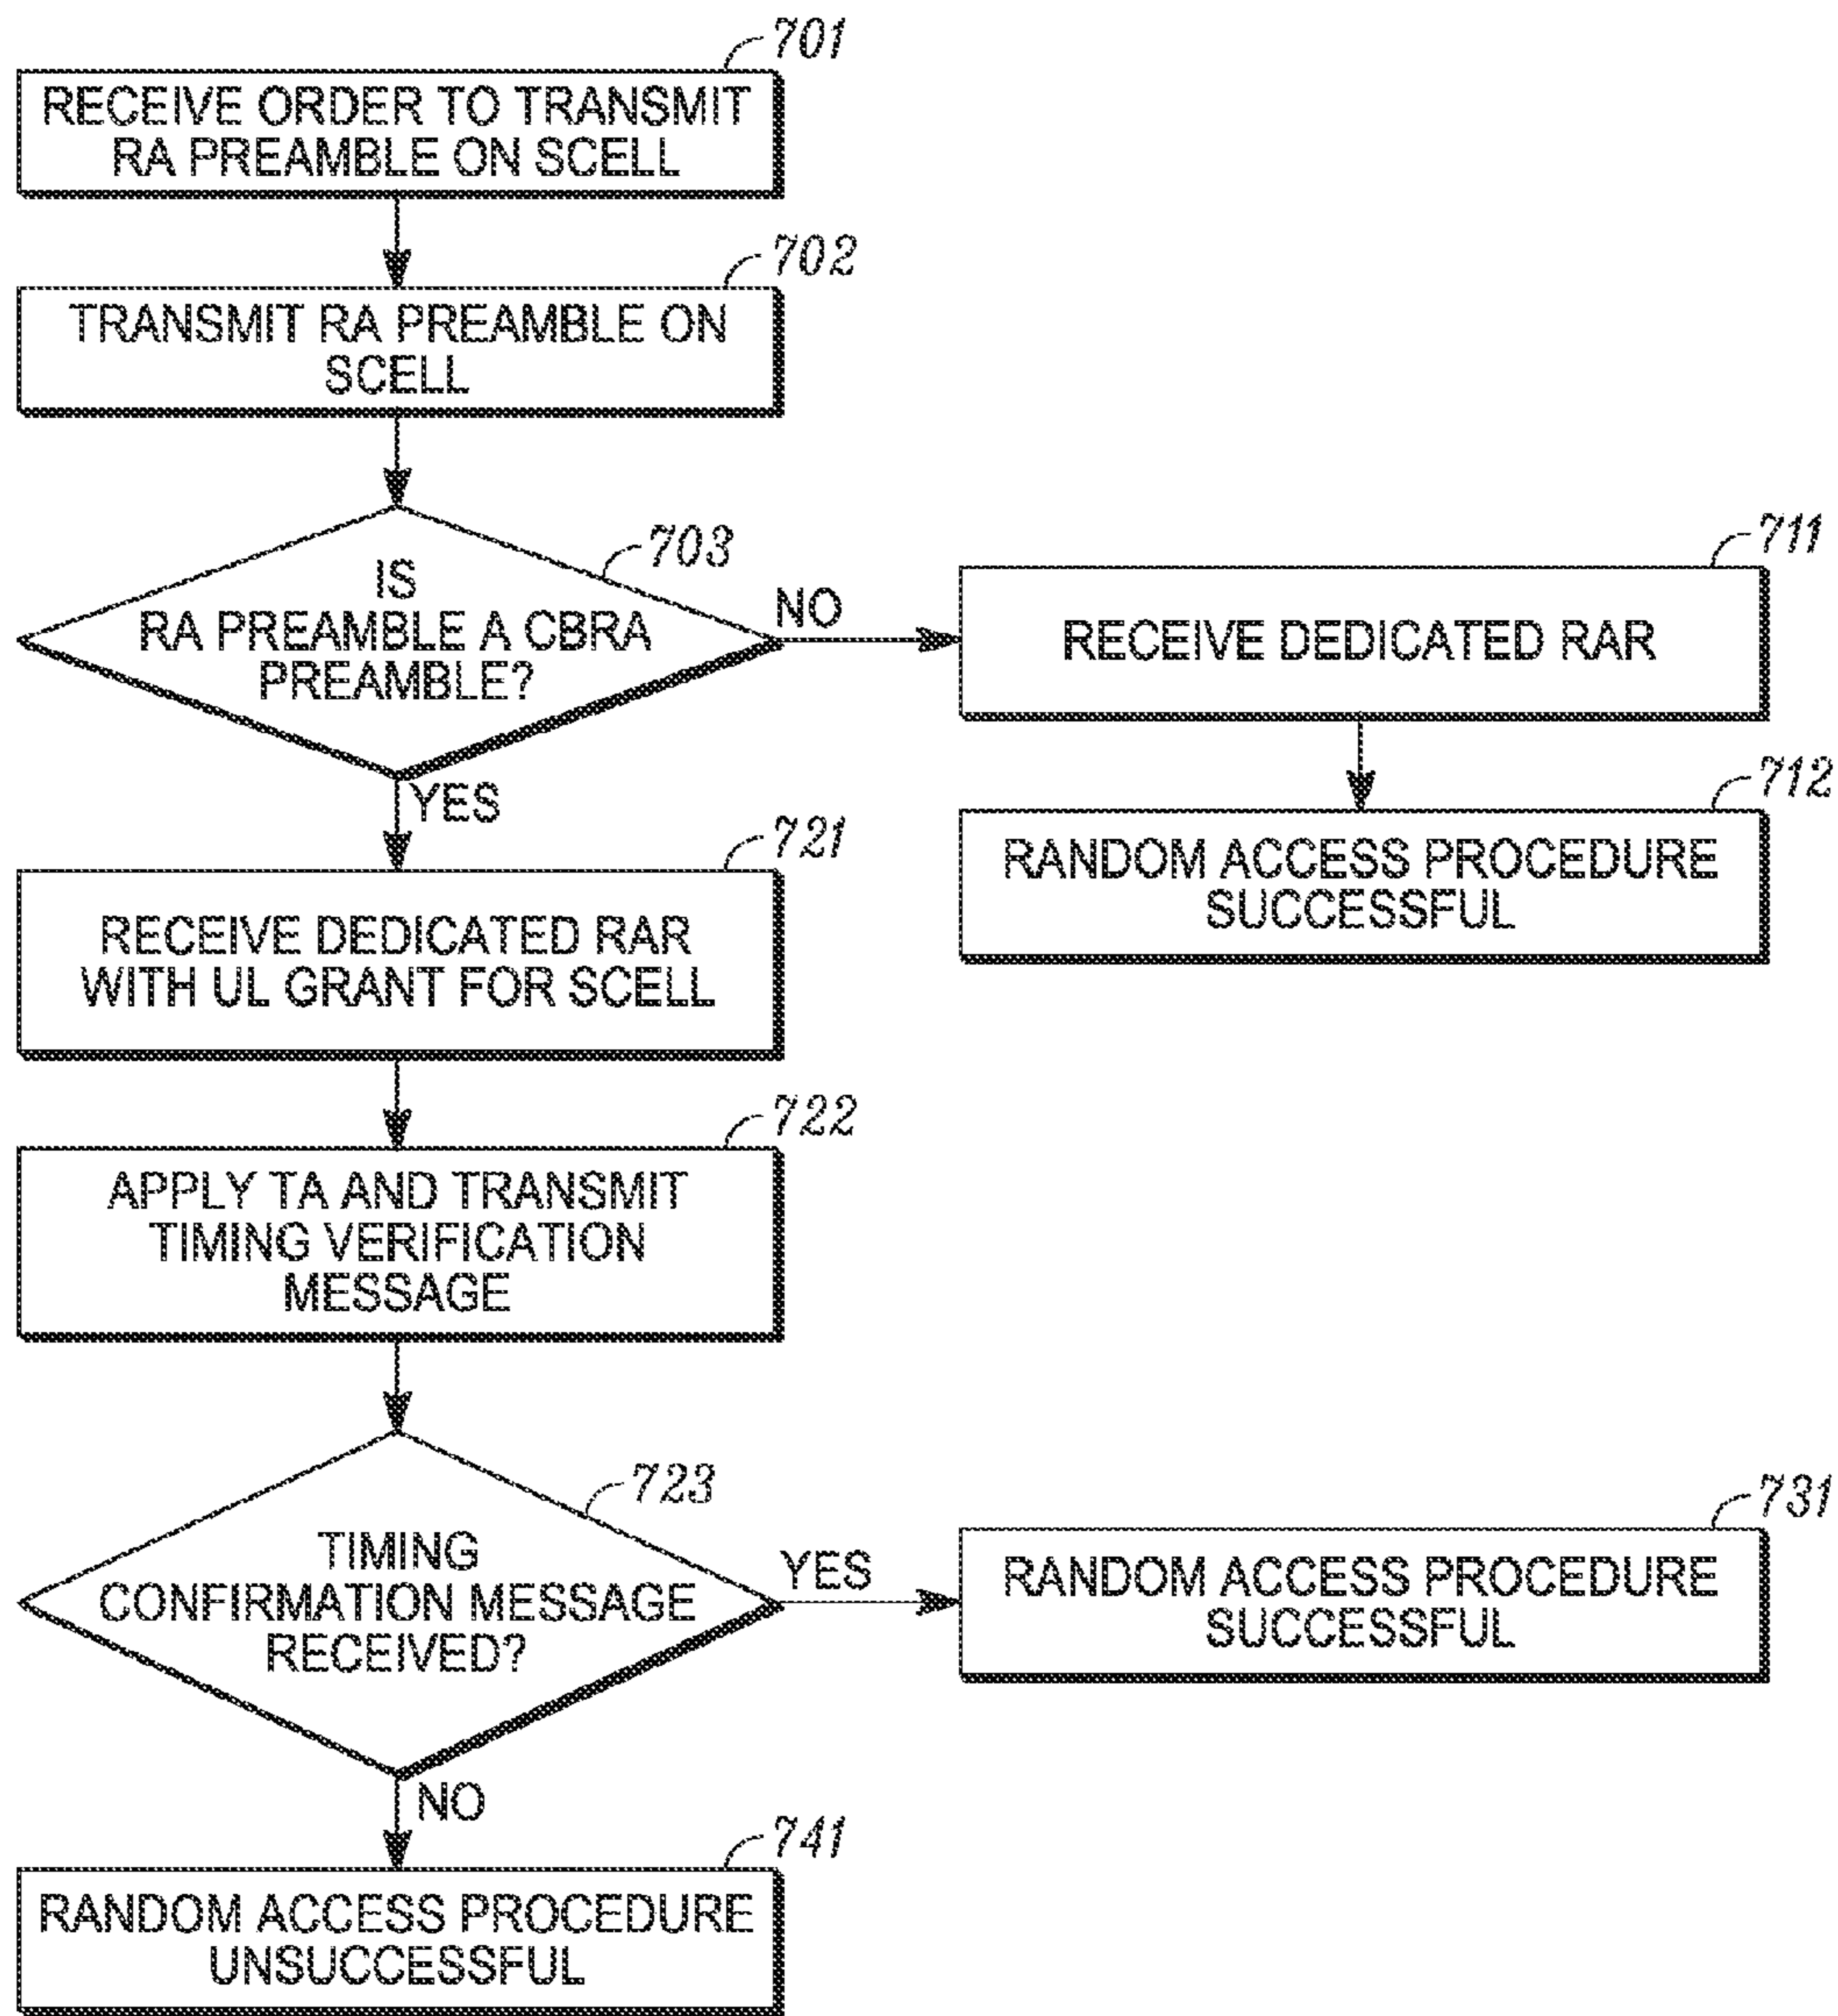 701
RECEIVE ORDER TO TRANSMIT
RA PREAMBLE ON SCELL
702
TRANSMIT RA PREAMBLE ON
SCELL
703
IS
RA PREAMBLE A CBRA
PREAMBLE?
NO
711
RECEIVE DEDICATED RAR
712
RANDOM ACCESS PROCEDURE
SUCCESSFUL
YES
721
RECEIVE DEDICATED RAR
WITH UL GRANT FOR SCELL
722
APPLY TA AND TRANSMIT
TIMING VERIFICATION
MESSAGE
723
TIMING
CONFIRMATION MESSAGE
RECEIVED?
YES
731
RANDOM ACCESS PROCEDURE
SUCCESSFUL
NO
741
RANDOM ACCESS PROCEDURE
UNSUCCESSFUL